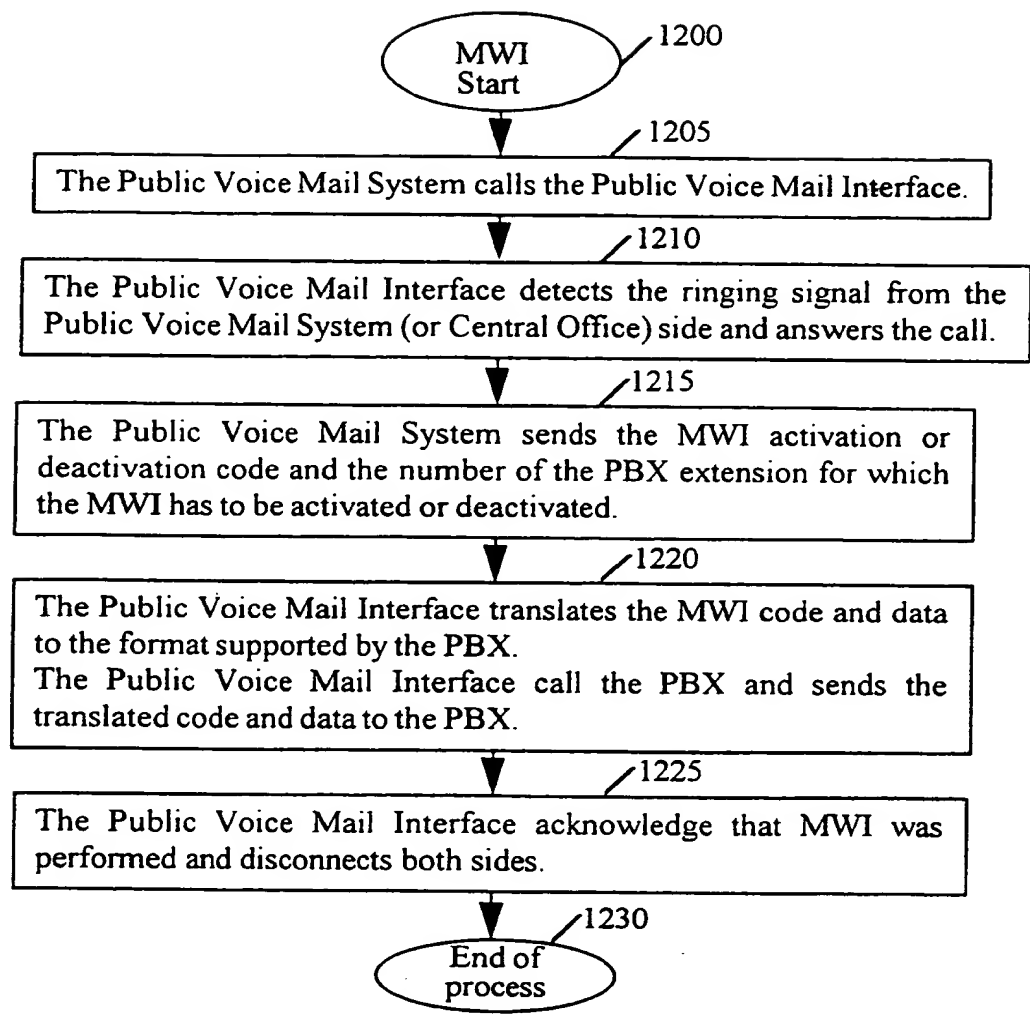 MWI
Start
1200
1205
The Public Voice Mail System calls the Public Voice Mail Interface.
1210
The Public Voice Mail Interface detects the ringing signal from the
Public Voice Mail System (or Central Office) side and answers the call.
1215
The Public Voice Mail System sends the MWI activation or
deactivation code and the number of the PBX extension for which
the MWI has to be activated or deactivated.
1220
The Public Voice Mail Interface translates the MWI code and data
to the format supported by the PBX.
The Public Voice Mail Interface call the PBX and sends the
translated code and data to the PBX.
1225
The Public Voice Mail Interface acknowledge that MWI was
performed and disconnects both sides.
1230
End of
process